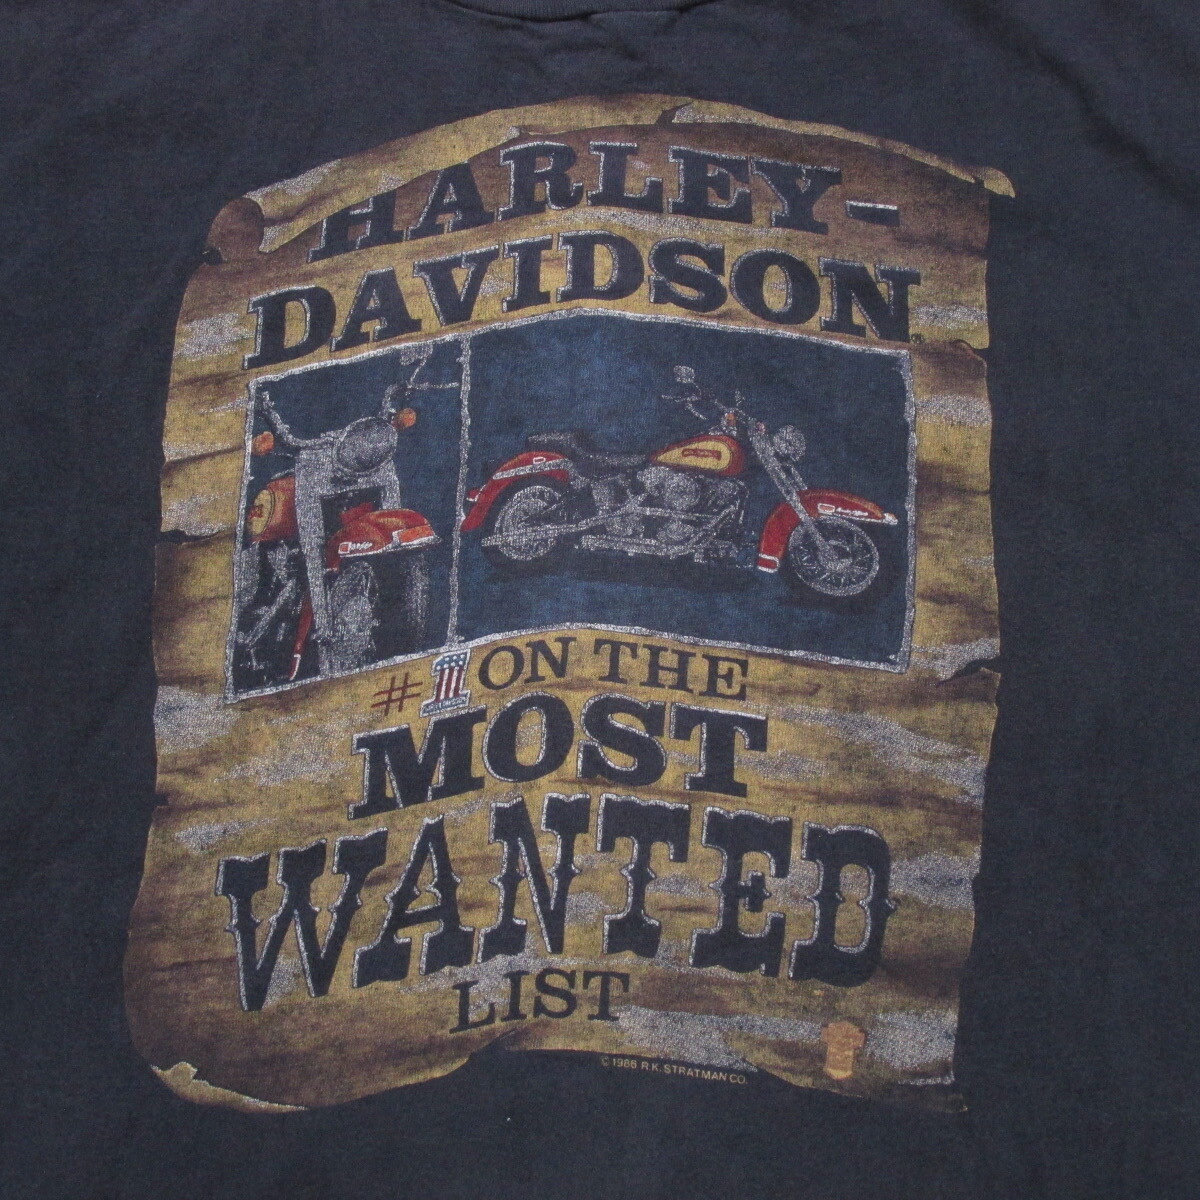 HARLEY-
DAVIDSON®
#1 ON THE
MOST
WANTED
LIST
© 1988 R.K. STRATMAN CO.